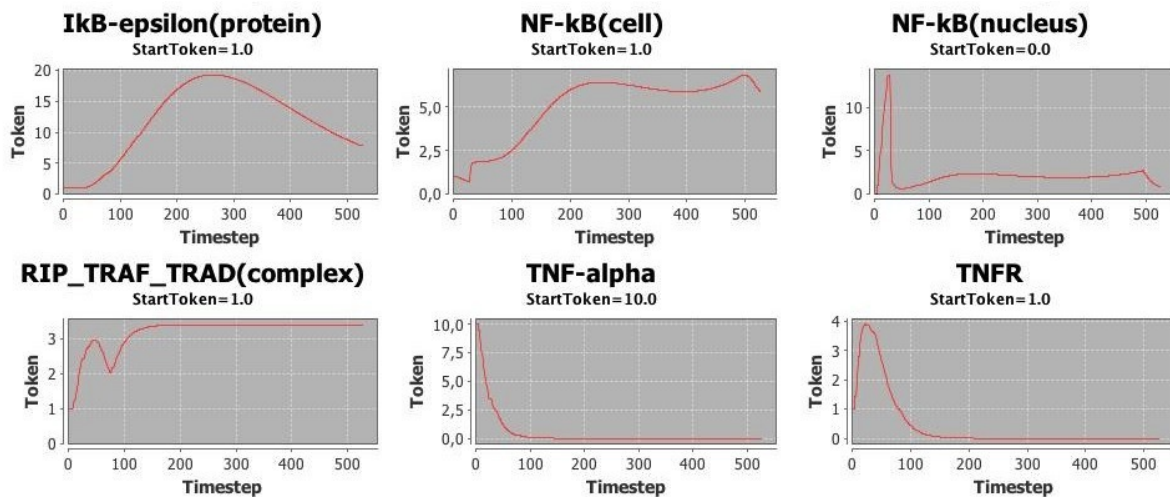 IkB-epsilon(protein)
StartToken=1.0
20
15
10
5
0
Token
0 100 200 300 400 500
Timestep
NF-kB(cell)
StartToken=1.0
5,0
2,5
0,0
Token
0 100 200 300 400 500
Timestep
NF-kB(nucleus)
StartToken=0.0
10
5
0
Token
0 100 200 300 400 500
Timestep
RIP_TRAF_TRAD(complex)
StartToken=1.0
3
2
1
0
Token
0 100 200 300 400 500
Timestep
TNF-alpha
StartToken=10.0
10,0
7,5
5,0
2,5
0,0
Token
0 100 200 300 400 500
Timestep
TNFR
StartToken=1.0
4
3
2
1
0
Token
0 100 200 300 400 500
Timestep